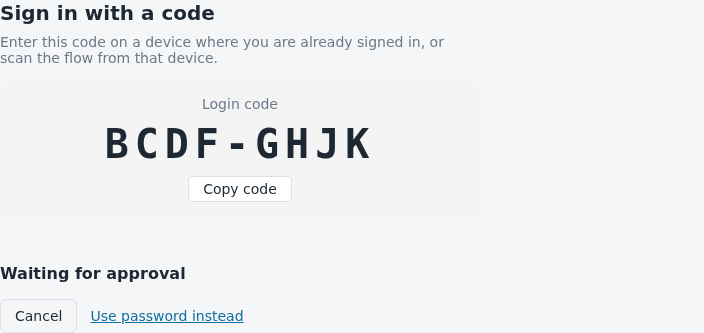 Sign in with a code
Enter this code on a device where you are already signed in, or
scan the flow from that device.
Login code
BCDF-GHJK
Copy code
Waiting for approval
Cancel
Use password instead